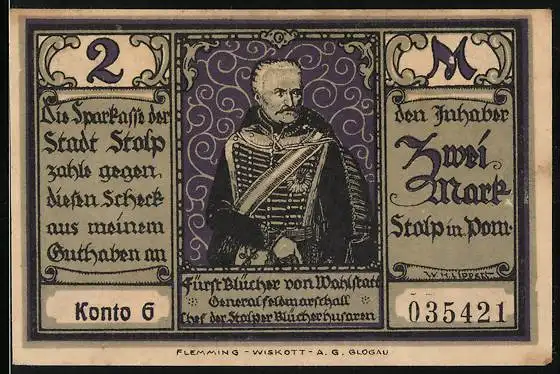 2
M
Die Sparkasse der
Stadt Stolp
zahle gegen
diesen Scheck
aus meinem
Guthaben an
Konto 6
Fürst Blücher von Wahlstatt
Generalfeldmarschall
Chef der Stolper Blücherhusaren
den Inhaber
Zwei
Mark
Stolp in Pom.
W. H. LIPPERT
035421
FLEMMING - WISKOTT - A. G. GLOGAU